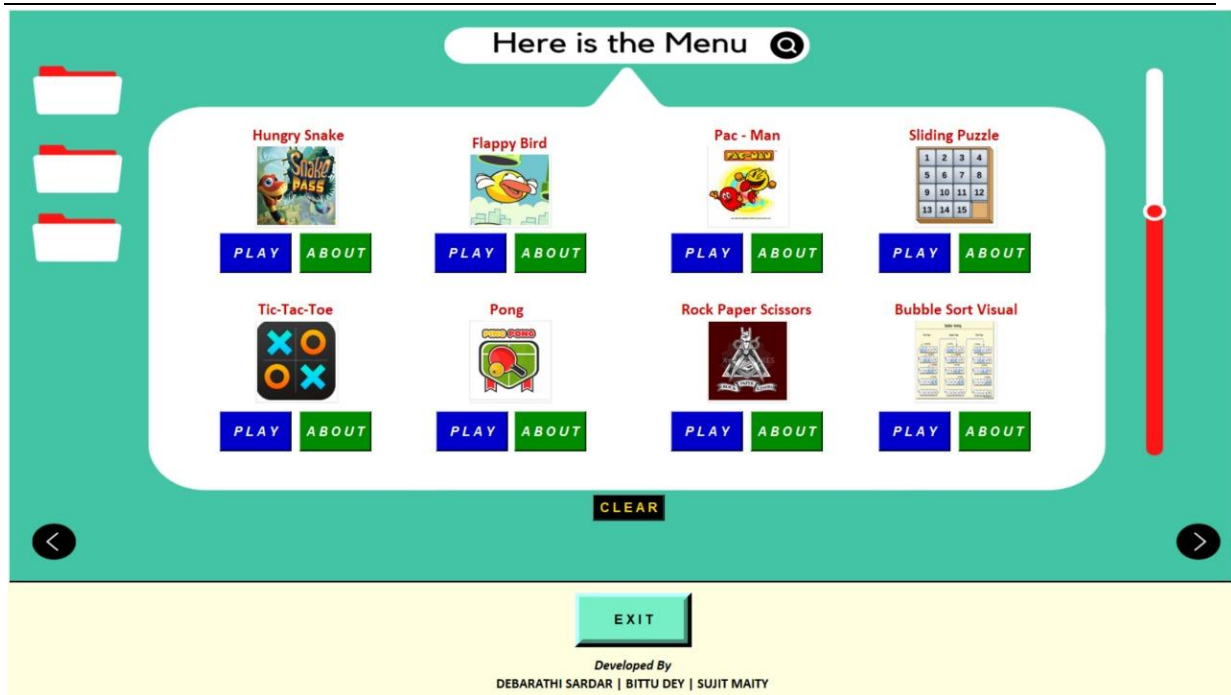 Here is the Menu
Hungry Snake
Flappy Bird
Pac - Man
Sliding Puzzle
Snake
PASS
PAC-MAN
1 2 3 4
5 6 7 8
9 10 11 12
13 14 15
PLAY ABOUT
PLAY ABOUT
PLAY ABOUT
PLAY ABOUT
Tic-Tac-Toe
Pong
Rock Paper Scissors
Bubble Sort Visual
PING PONG
PLAY ABOUT
PLAY ABOUT
PLAY ABOUT
PLAY ABOUT
CLEAR
EXIT
Developed By
DEBARATHI SARDAR | BITTU DEY | SUJIT MAITY